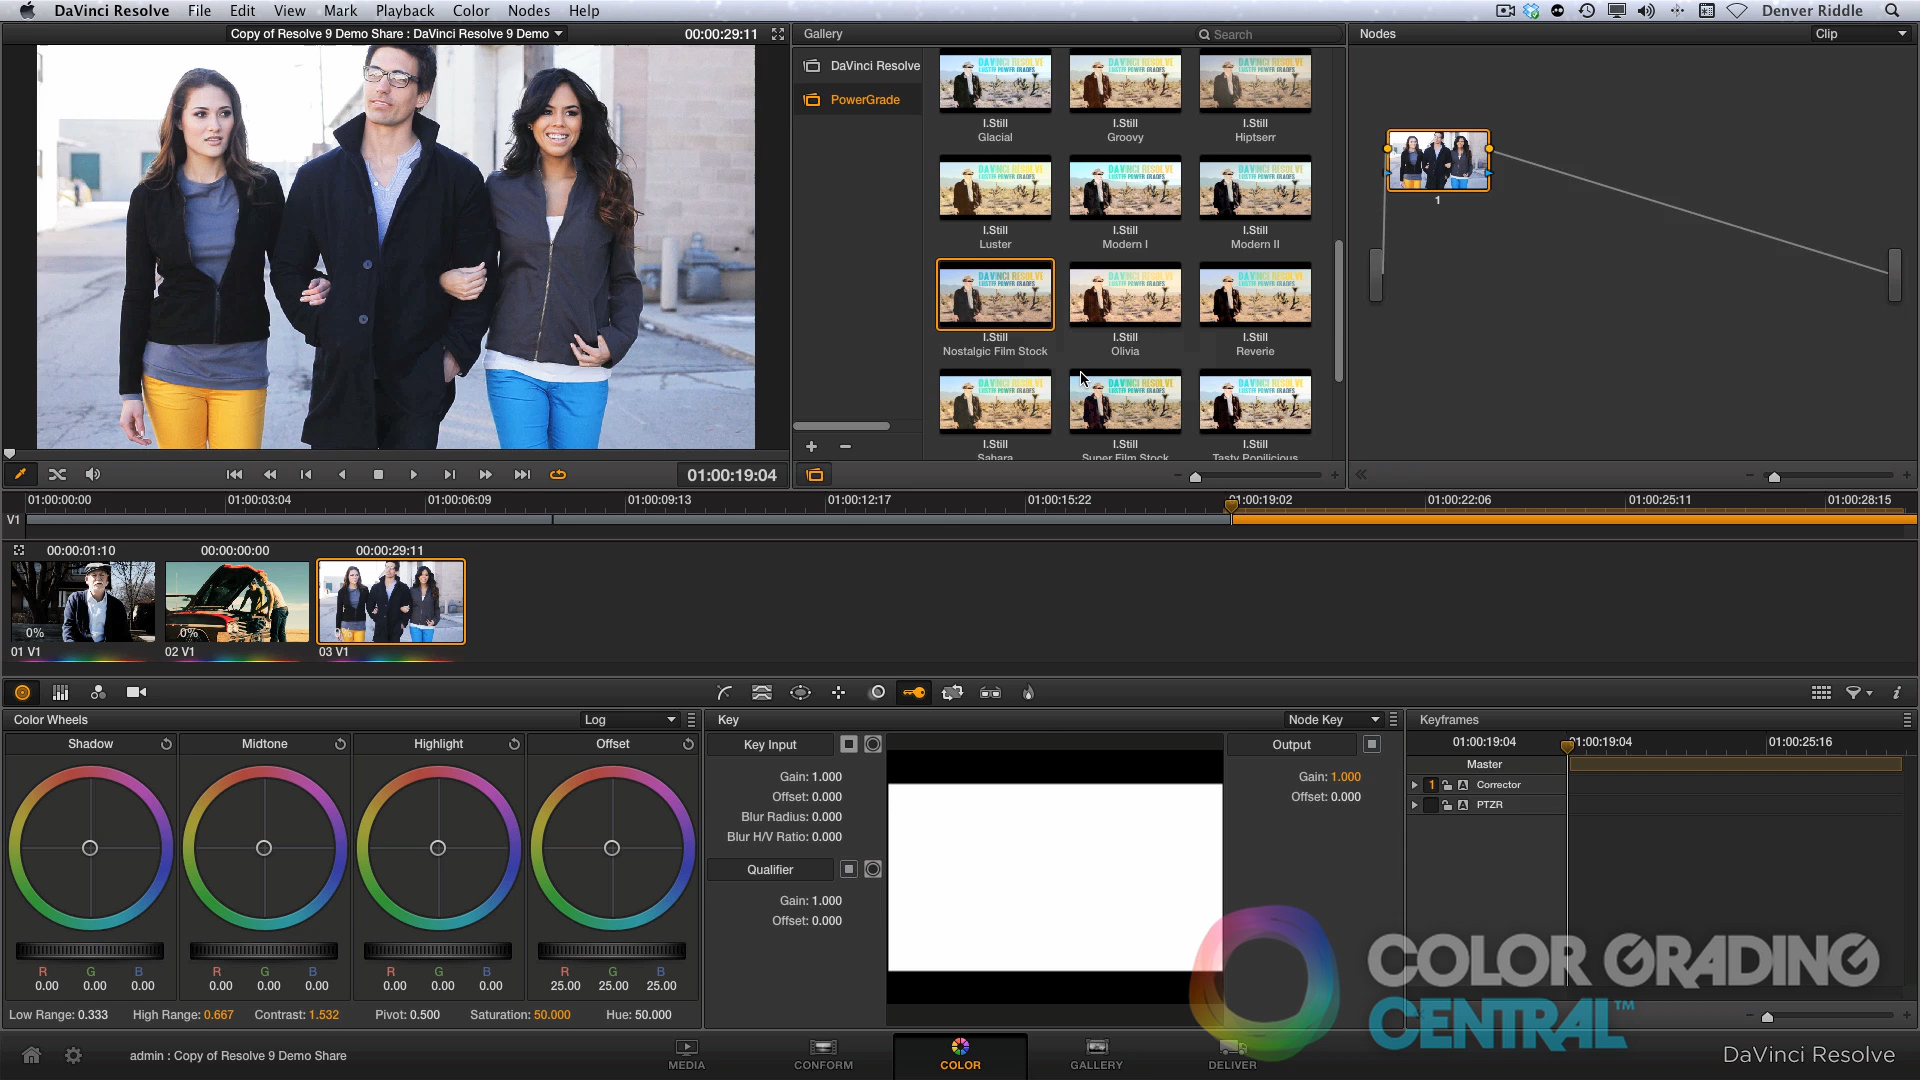 DaVinci Resolve File Edit View Mark Playback Color Nodes Help Denver Riddle
Copy of Resolve 9 Demo Share : DaVinci Resolve 9 Demo 00:00:29:11
Gallery Search
Nodes Clip
DaVinci Resolve
PowerGrade
I.Still I.Still I.Still
Glacial Groovy Hiptserr
I.Still I.Still I.Still
Luster Modern I Modern II
I.Still I.Still I.Still
Nostalgic Film Stock Olivia Reverie
I.Still I.Still I.Still
Sahara Super Film Stock Tasty Popilicious
1
01:00:19:04
01:00:00:00 01:00:03:04 01:00:06:09 01:00:09:13 01:00:12:17 01:00:15:22 01:00:19:02 01:00:22:06 01:00:25:11 01:00:28:15
V1
00:00:01:10 00:00:00:00 00:00:29:11
0% 0%
01 V1 02 V1 03 V1
Color Wheels Log
Shadow Midtone Highlight Offset
R G B R G B R G B R G B
0.00 0.00 0.00 0.00 0.00 0.00 0.00 0.00 0.00 25.00 25.00 25.00
Low Range: 0.333 High Range: 0.667 Contrast: 1.532 Pivot: 0.500 Saturation: 50.000 Hue: 50.000
Key Node Key
Key Input
Gain: 1.000
Offset: 0.000
Blur Radius: 0.000
Blur H/V Ratio: 0.000
Qualifier
Gain: 1.000
Offset: 0.000
Output
Gain: 1.000
Offset: 0.000
Keyframes
01:00:19:04 01:00:19:04 01:00:25:16
Master
1 A Corrector
A PTZR
COLOR GRADING
CENTRAL™
admin : Copy of Resolve 9 Demo Share
MEDIA CONFORM COLOR GALLERY DELIVER
DaVinci Resolve